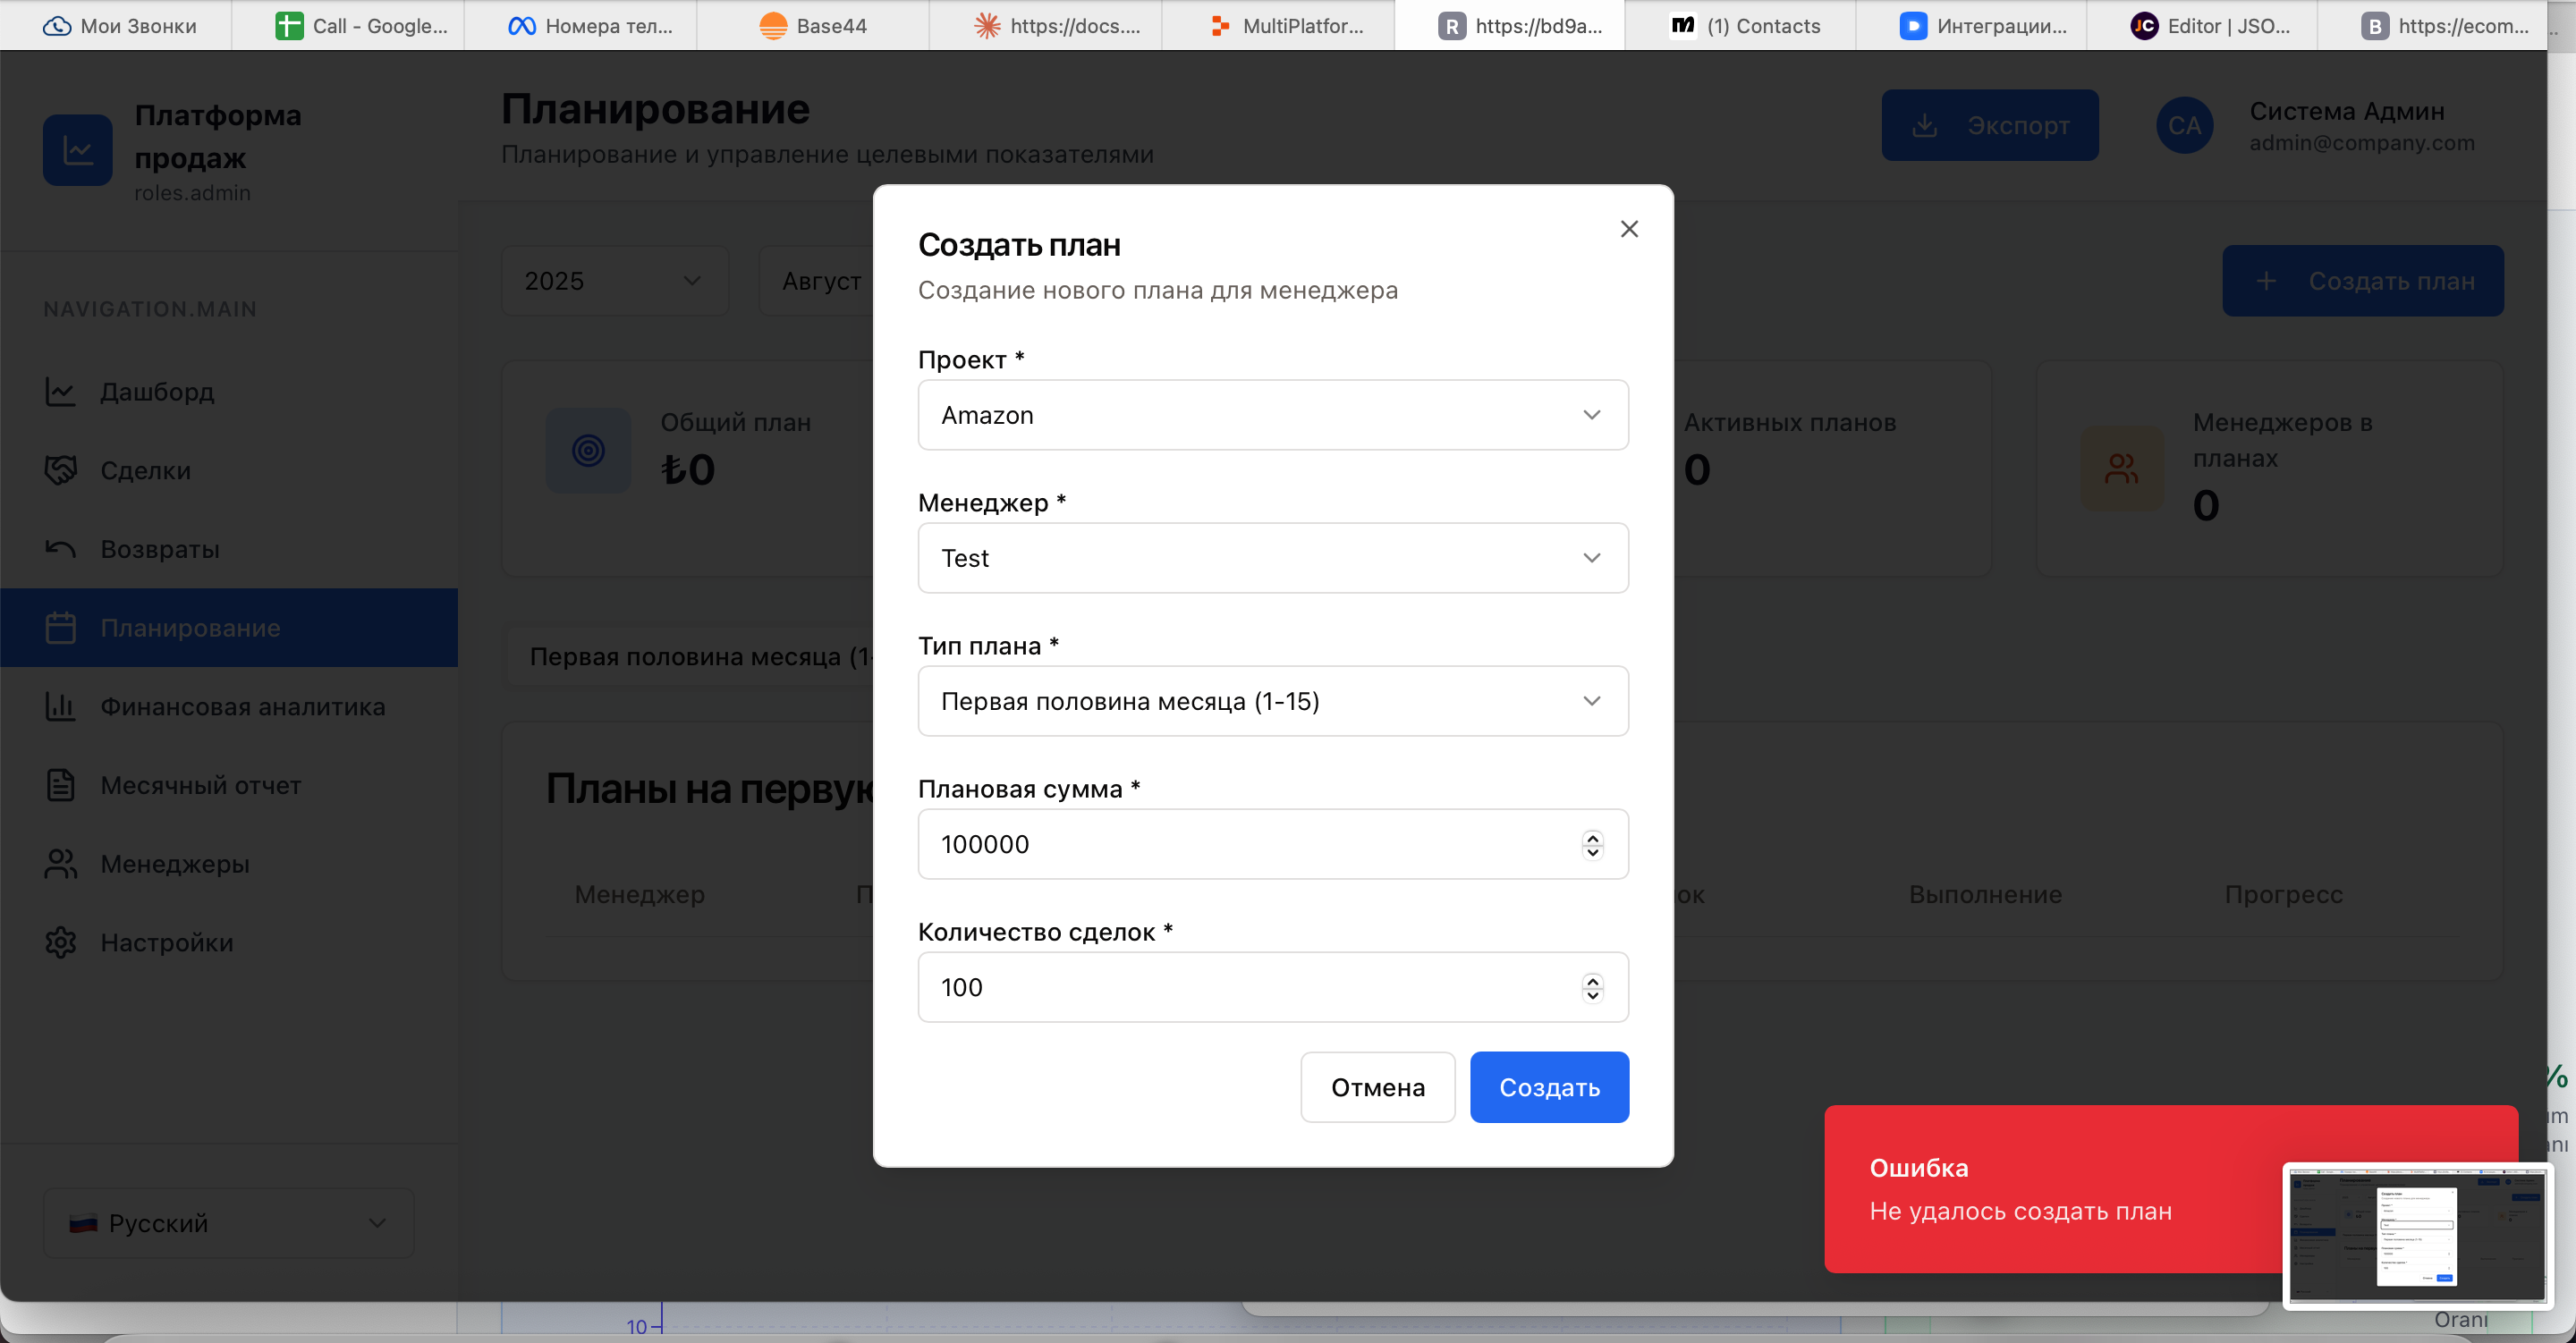 Мои Звонки
Call - Google...
Номера тел...
Base44
https://docs....
MultiPlatfor...
R
https://bd9a...
(1) Contacts
Интеграции...
JC
Editor | JSO...
B
https://ecom...
Платформа
продаж
roles.admin
Планирование
Планирование и управление целевыми показателями
Экспорт
СА
Система Админ
admin@company.com
NAVIGATION.MAIN
Дашборд
Сделки
Возвраты
Планирование
Финансовая аналитика
Месячный отчет
Менеджеры
Настройки
Русский
2025
Август
Создать план
Общий план
₺0
Активных планов
0
Менеджеров в
планах
0
Первая половина месяца (1-
Планы на первую
Менеджер
П
ок
Выполнение
Прогресс
Создать план
Создание нового плана для менеджера
Проект *
Amazon
Менеджер *
Test
Тип плана *
Первая половина месяца (1-15)
Плановая сумма *
100000
Количество сделок *
100
Отмена
Создать
Ошибка
Не удалось создать план
%
10
Oranı